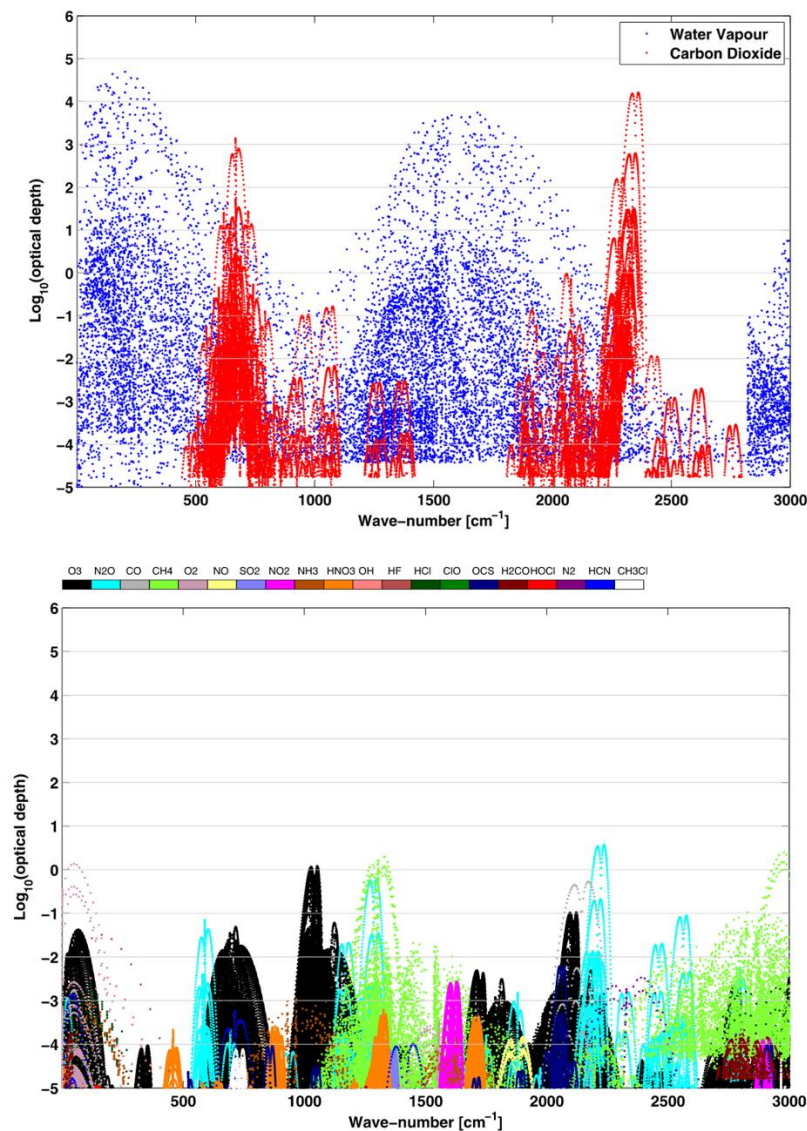 6
5
4
3
2
1
0
−1
−2
−3
−4
−5
Log10(optical depth)
Water Vapour
Carbon Dioxide
500 1000 1500 2000 2500 3000
Wave−number [cm−1]
O3 N2O CO CH4 O2 NO SO2 NO2 NH3 HNO3 OH HF HCl ClO OCS H2CO HOCl N2 HCN CH3Cl
6
5
4
3
2
1
0
−1
−2
−3
−4
−5
Log10(optical depth)
500 1000 1500 2000 2500 3000
Wave−number [cm−1]